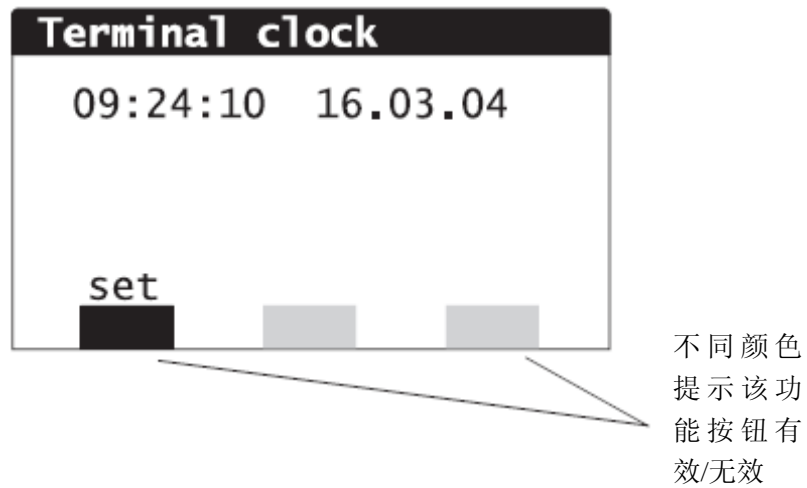 Terminal clock
09:24:10 16.03.04
set
不同颜色
提示该功
能按钮有
效/无效